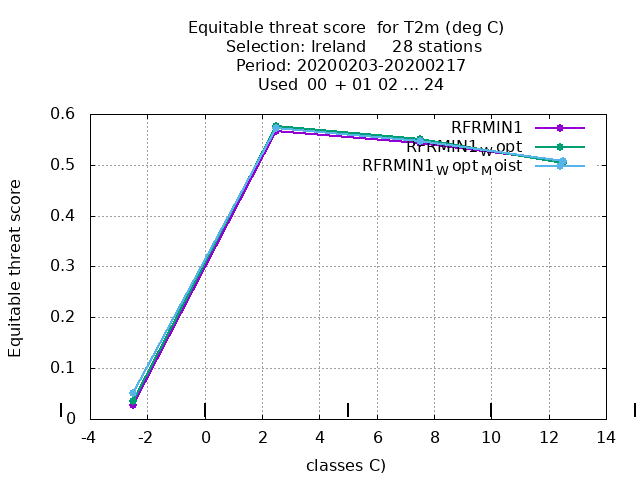 Equitable threat score for T2m (deg C)
Selection: Ireland 28 stations
Period: 20200203-20200217
Used 00 + 01 02 ... 24
0.6
0.5
0.4
0.3
0.2
0.1
0
Equitable threat score
RFRMIN1
RFRMIN1Wopt
RFRMIN1WoptMoist
-4 -2 0 2 4 6 8 10 12 14
classes C)